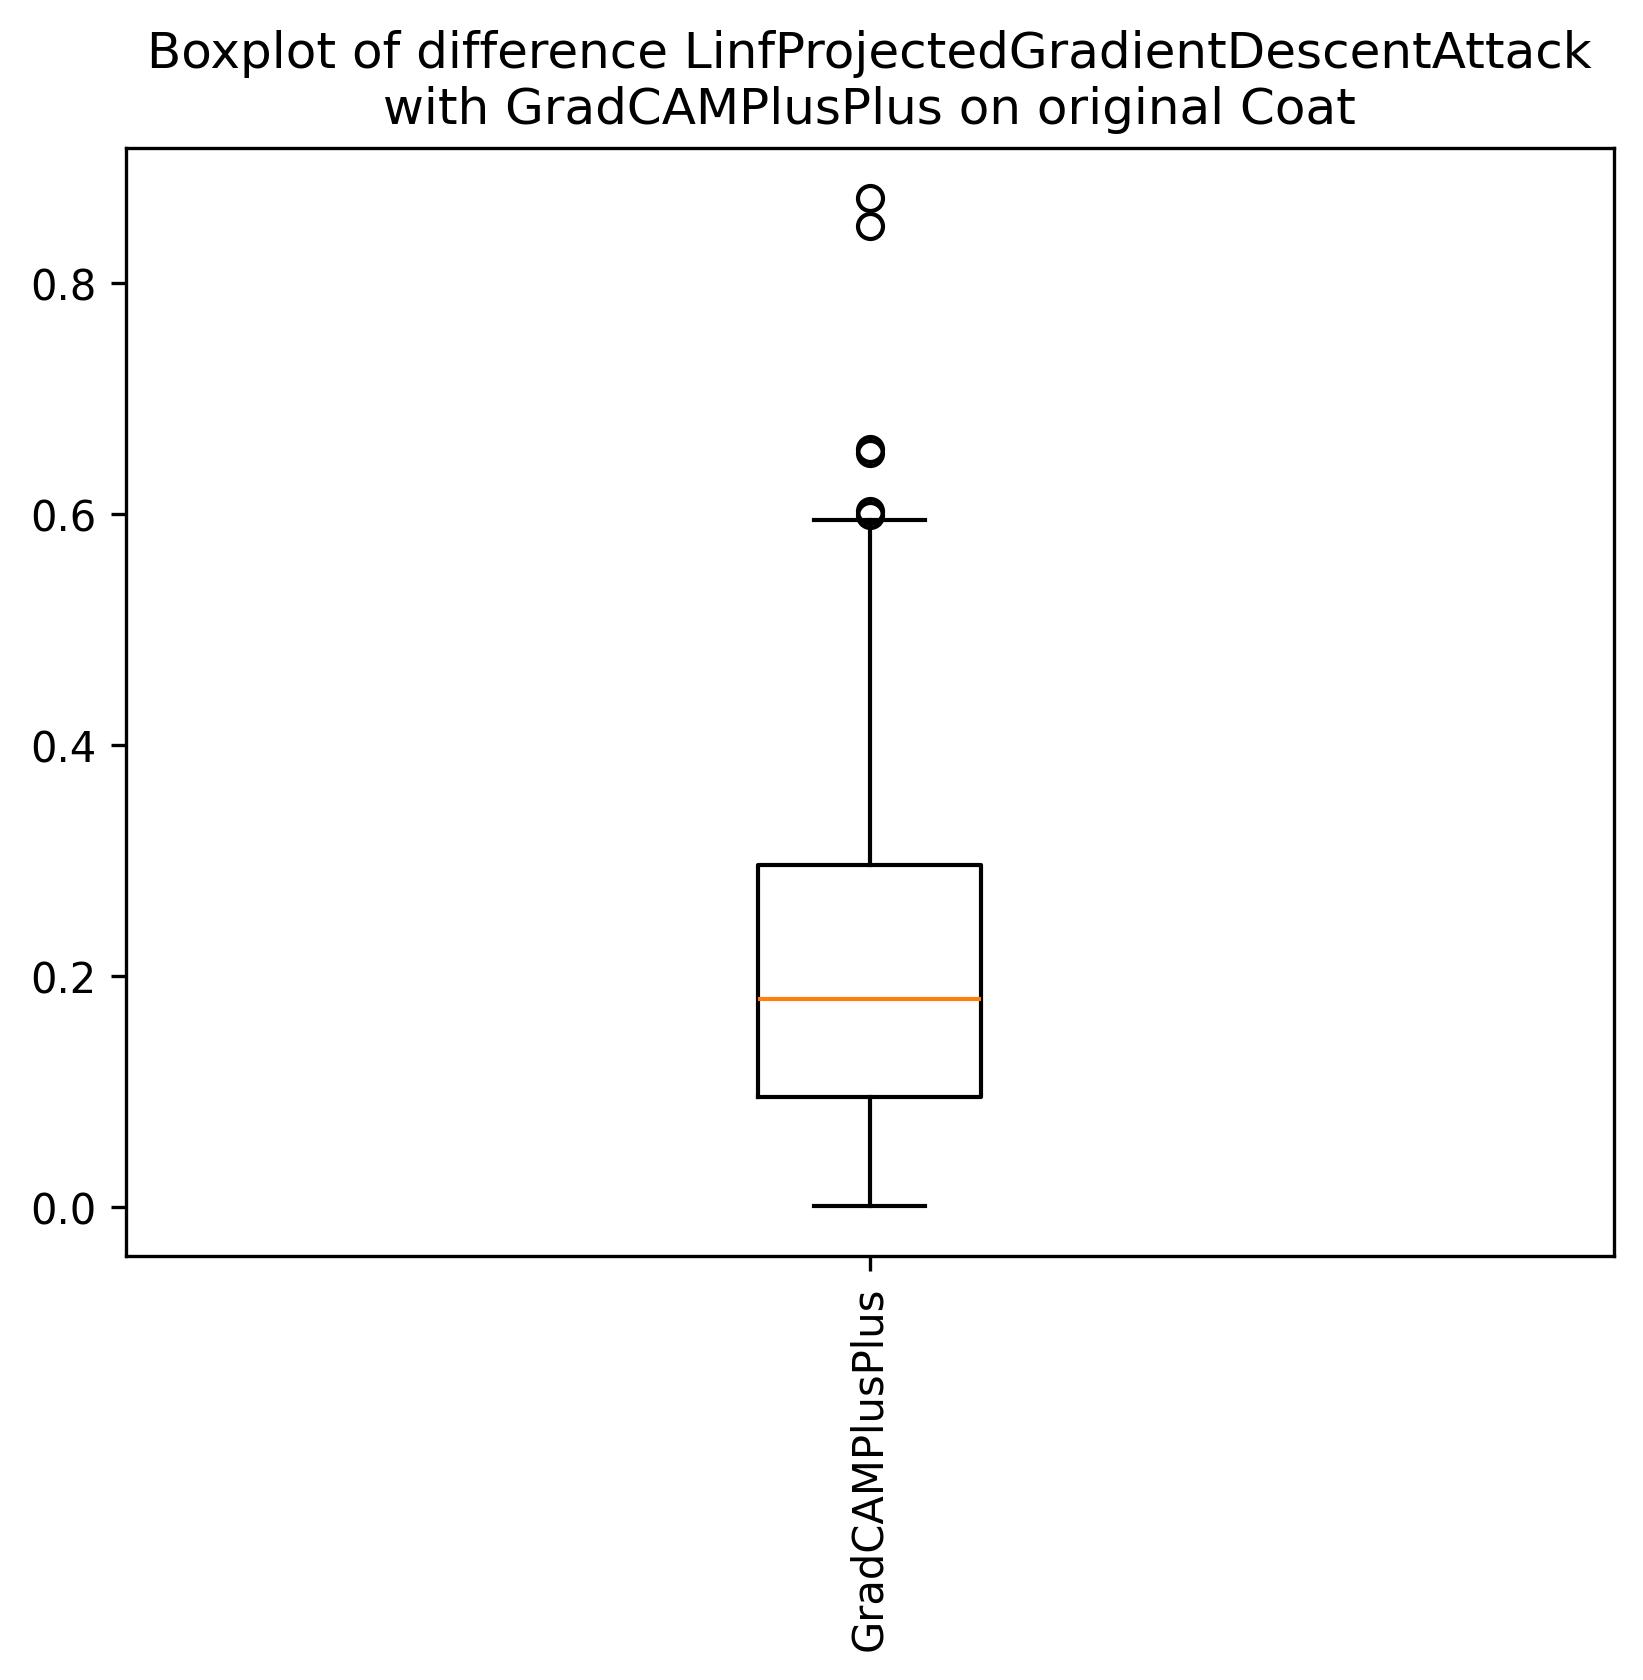 Boxplot of difference LinfProjectedGradientDescentAttack
with GradCAMPlusPlus on original Coat
0.8
0.6
0.4
0.2
0.0
GradCAMPlusPlus